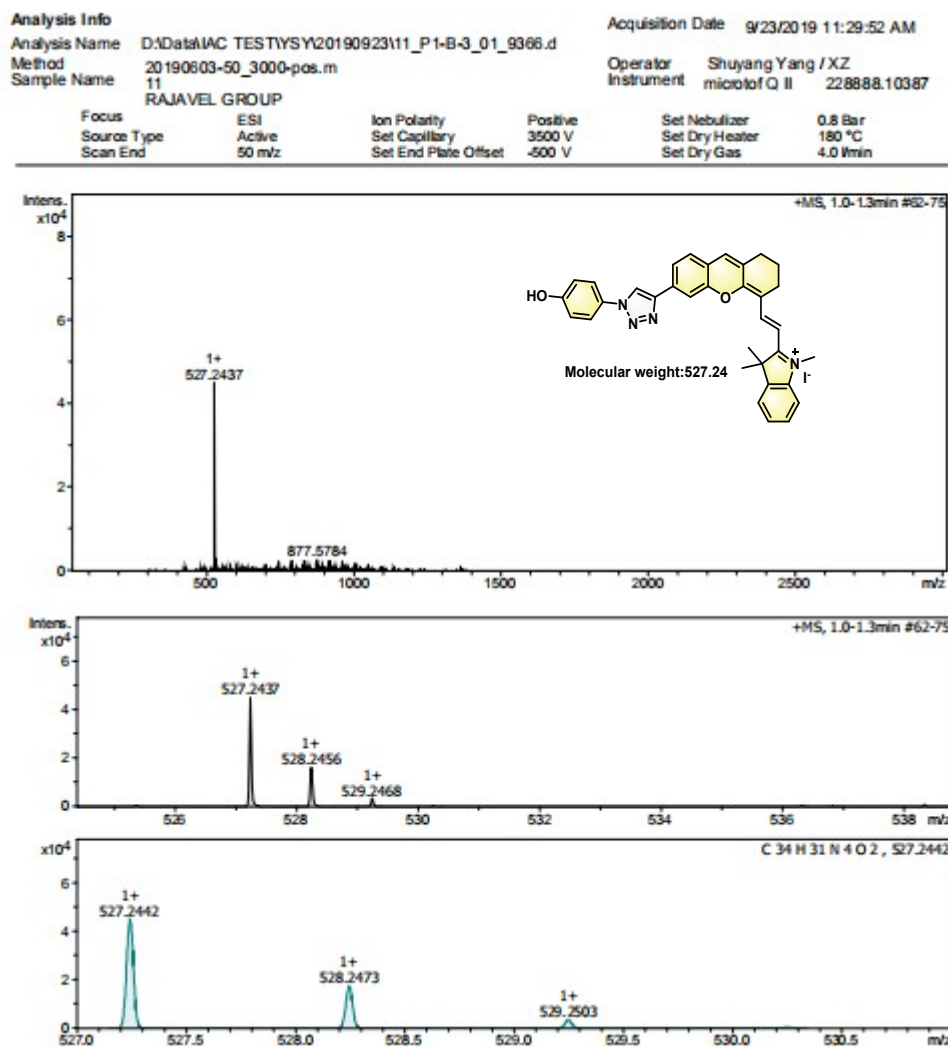 Analysis Info
Acquisition Date 9/23/2019 11:29:52 AM
Analysis Name D:\Data\IAC TEST\YSY\20190923\11_P1-B-3_01_9366.d
Method 20190603-50_3000-pos.m
Operator Shuyang Yang / XZ
Sample Name 11
Instrument microtof Q II 228888.10387
RAJAVEL GROUP
Focus ESI Ion Polarity Positive Set Nebulizer 0.8 Bar
Source Type Active Set Capillary 3500 V Set Dry Heater 180 °C
Scan End 50 m/z Set End Plate Offset -500 V Set Dry Gas 4.0 l/min
Intens.
x10⁴
+MS, 1.0-1.3min #62-75
8
6
4
2
0
1+
527.2437
877.5784
HO
N
N
N
O
N
+
I-
Molecular weight:527.24
500 1000 1500 2000 2500 m/z
Intens.
x10⁴
+MS, 1.0-1.3min #62-75
6
4
2
0
1+
527.2437
1+
528.2456
1+
529.2468
526 528 530 532 534 536 538 m/z
x10⁴
C 34 H 31 N 4 O 2 , 527.2442
6
4
2
0
1+
527.2442
1+
528.2473
1+
529.2503
527.0 527.5 528.0 528.5 529.0 529.5 530.0 530.5 m/z